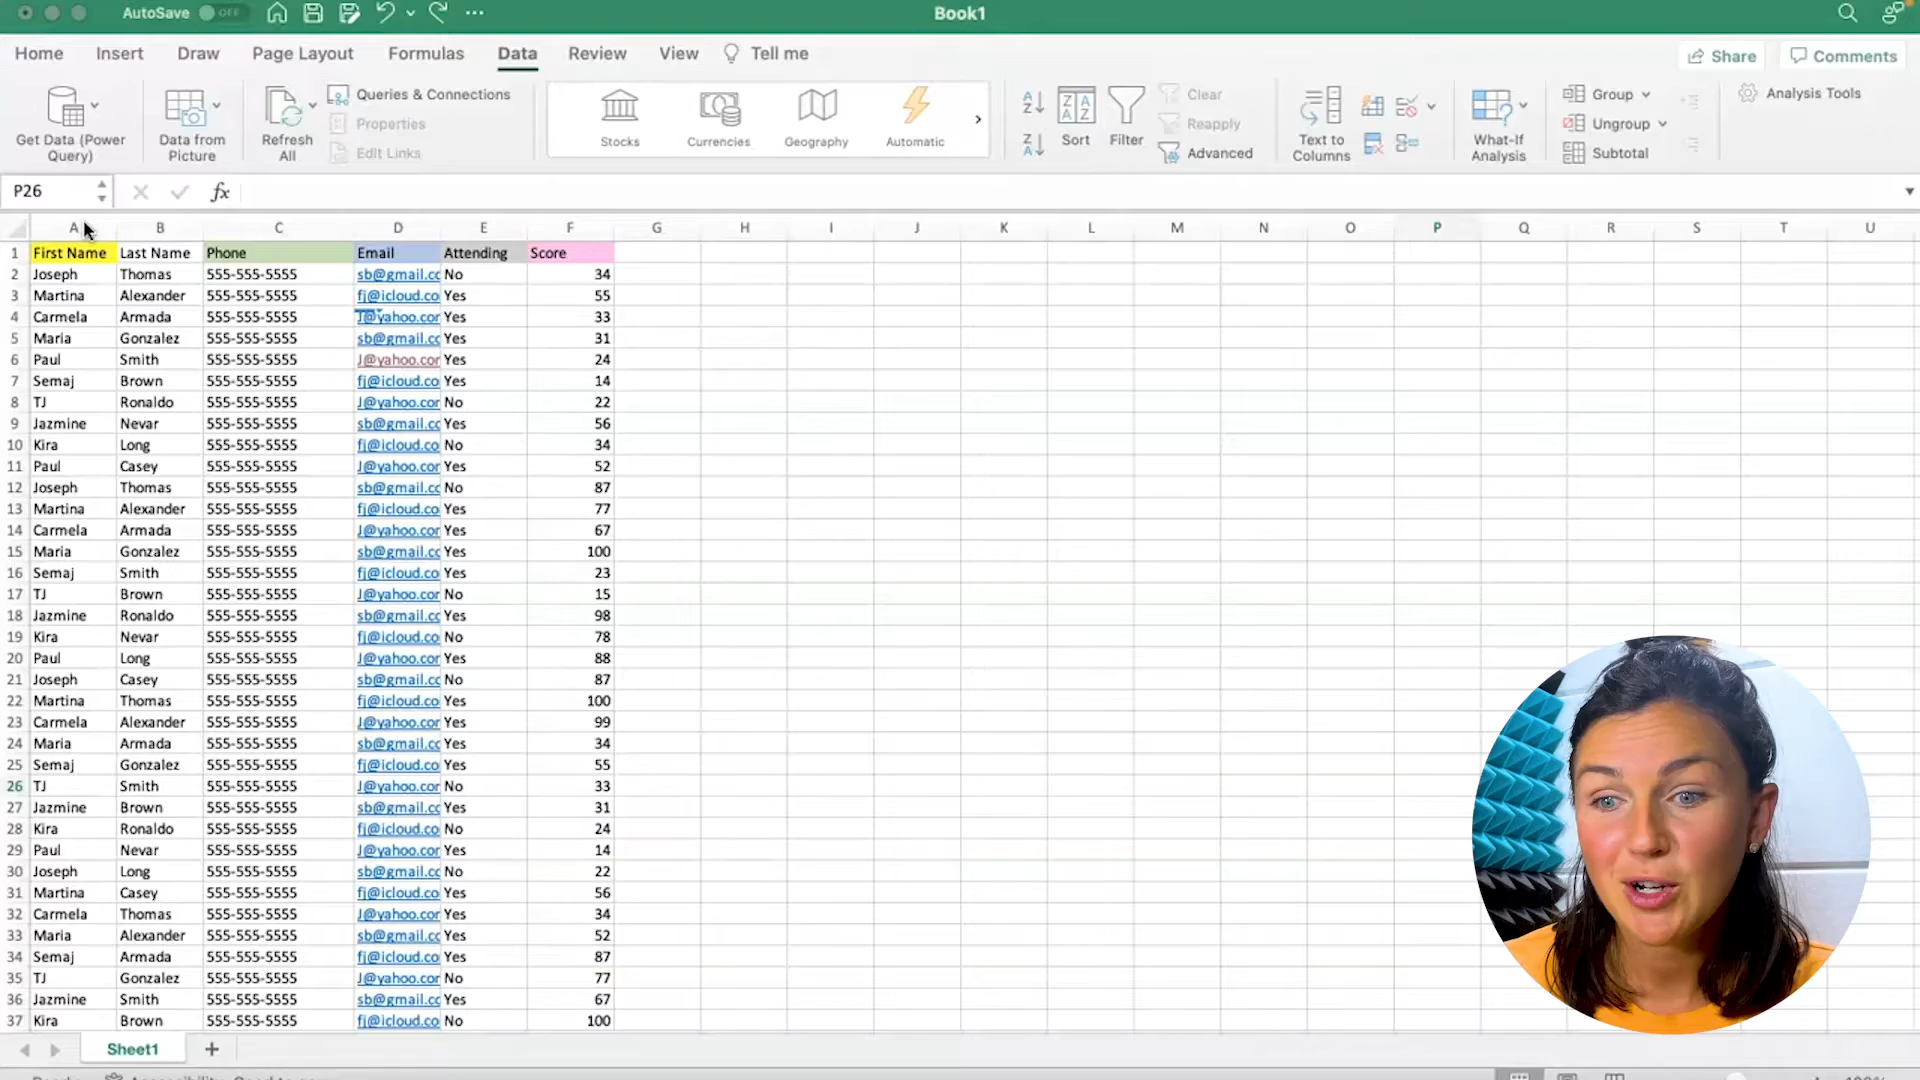 AutoSave OFF Book1
Home Insert Draw Page Layout Formulas Data Review View Tell me Share Comments
Get Data (Power Query) Data from Picture Refresh All Queries & Connections Properties Edit Links Stocks Currencies Geography Automatic Sort Filter Clear Reapply Advanced Text to Columns What-If Analysis Group Ungroup Subtotal Analysis Tools
P26 fx
A B C D E F G H I J K L M N O P Q R S T U
1 First Name Last Name Phone Email Attending Score
2 Joseph Thomas 555-555-5555 sb@gmail.cc No 34
3 Martina Alexander 555-555-5555 fj@icloud.co Yes 55
4 Carmela Armada 555-555-5555 J@yahoo.cor Yes 33
5 Maria Gonzalez 555-555-5555 sb@gmail.cc Yes 31
6 Paul Smith 555-555-5555 J@yahoo.cor Yes 24
7 Semaj Brown 555-555-5555 fj@icloud.co Yes 14
8 TJ Ronaldo 555-555-5555 J@yahoo.cor No 22
9 Jazmine Nevar 555-555-5555 sb@gmail.cc Yes 56
10 Kira Long 555-555-5555 fj@icloud.co No 34
11 Paul Casey 555-555-5555 J@yahoo.cor Yes 52
12 Joseph Thomas 555-555-5555 sb@gmail.cc No 87
13 Martina Alexander 555-555-5555 fj@icloud.co Yes 77
14 Carmela Armada 555-555-5555 J@yahoo.cor Yes 67
15 Maria Gonzalez 555-555-5555 sb@gmail.cc Yes 100
16 Semaj Smith 555-555-5555 fj@icloud.co Yes 23
17 TJ Brown 555-555-5555 J@yahoo.cor No 15
18 Jazmine Ronaldo 555-555-5555 sb@gmail.cc Yes 98
19 Kira Nevar 555-555-5555 fj@icloud.co No 78
20 Paul Long 555-555-5555 J@yahoo.cor Yes 88
21 Joseph Casey 555-555-5555 sb@gmail.cc No 87
22 Martina Thomas 555-555-5555 fj@icloud.co Yes 100
23 Carmela Alexander 555-555-5555 J@yahoo.cor Yes 99
24 Maria Armada 555-555-5555 sb@gmail.cc Yes 34
25 Semaj Gonzalez 555-555-5555 fj@icloud.co Yes 55
26 TJ Smith 555-555-5555 J@yahoo.cor No 33
27 Jazmine Brown 555-555-5555 sb@gmail.cc Yes 31
28 Kira Ronaldo 555-555-5555 fj@icloud.co No 24
29 Paul Nevar 555-555-5555 J@yahoo.cor Yes 14
30 Joseph Long 555-555-5555 sb@gmail.cc No 22
31 Martina Casey 555-555-5555 fj@icloud.co Yes 56
32 Carmela Thomas 555-555-5555 J@yahoo.cor Yes 34
33 Maria Alexander 555-555-5555 sb@gmail.cc Yes 52
34 Semaj Armada 555-555-5555 fj@icloud.co Yes 87
35 TJ Gonzalez 555-555-5555 J@yahoo.cor No 77
36 Jazmine Smith 555-555-5555 sb@gmail.cc Yes 67
37 Kira Brown 555-555-5555 fj@icloud.co No 100
Sheet1